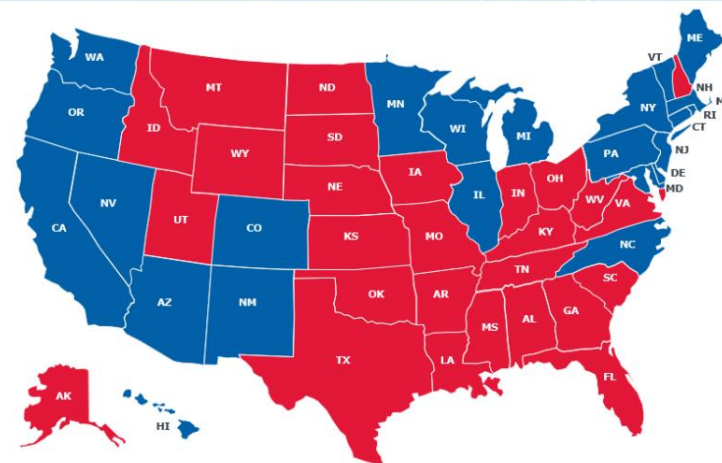 ME
WA
VT
MT
ND
NH
MN
OR
NY
M
ID
WI
RI
SD
MI
CT
WY
PA
NJ
IA
NE
OH
DE
NV
IL
IN
MD
UT
WV
VA
CO
CA
KS
MO
KY
NC
TN
OK
SC
AZ
NM
AR
MS
AL
GA
TX
LA
FL
AK
HI